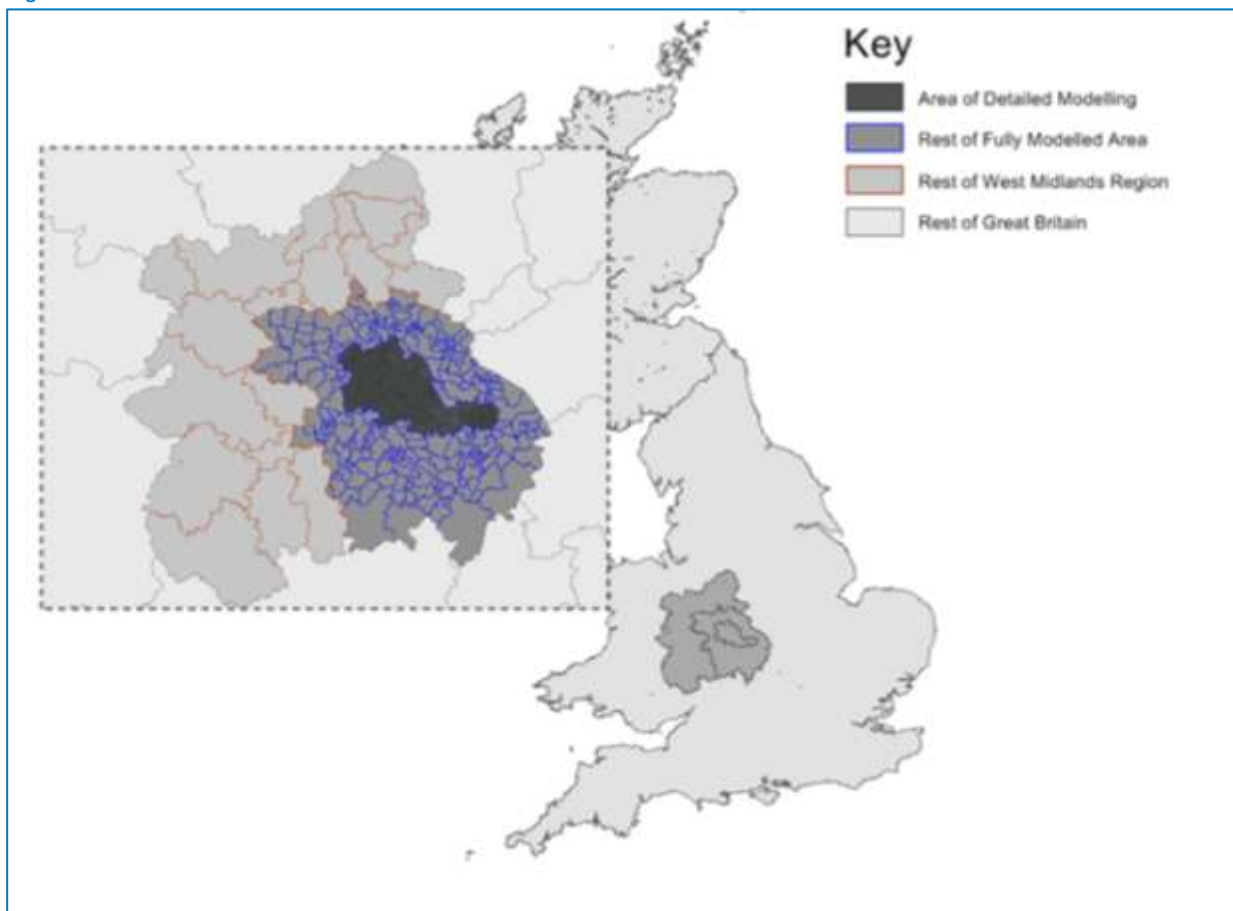 Key
Area of Detailed Modelling
Rest of Fully Modelled Area
Rest of West Midlands Region
Rest of Great Britain